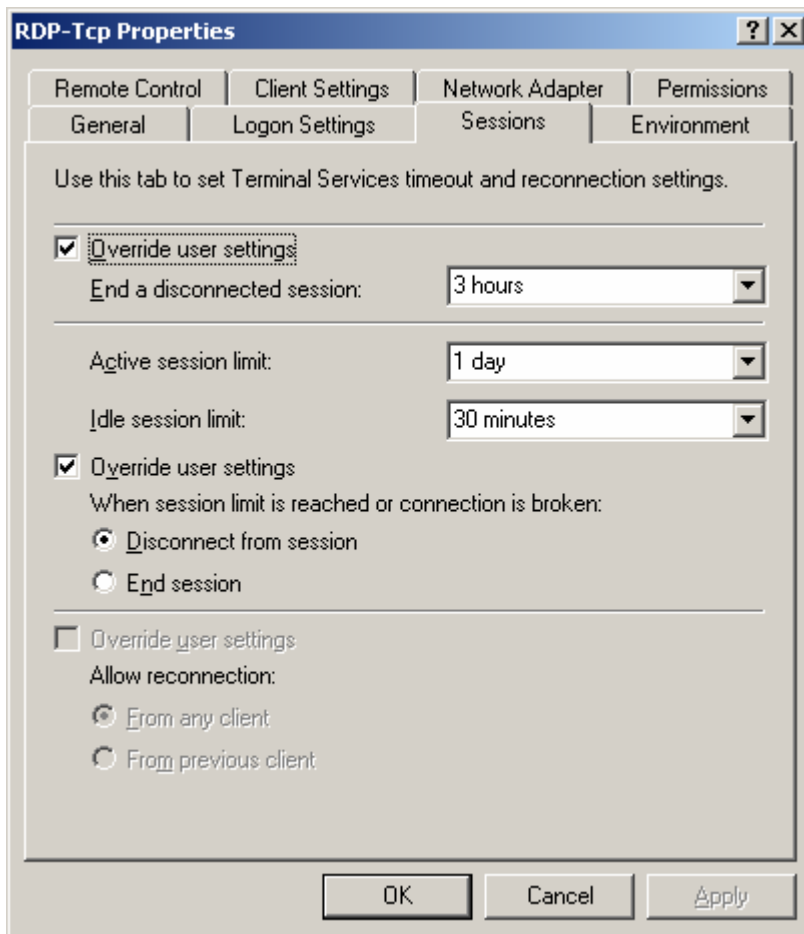 RDP-Tcp Properties
Remote Control Client Settings Network Adapter Permissions
General Logon Settings Sessions Environment
Use this tab to set Terminal Services timeout and reconnection settings.
Override user settings
End a disconnected session: 3 hours
Active session limit: 1 day
Idle session limit: 30 minutes
Override user settings
When session limit is reached or connection is broken:
Disconnect from session
End session
Override user settings
Allow reconnection:
From any client
From previous client
OK Cancel Apply